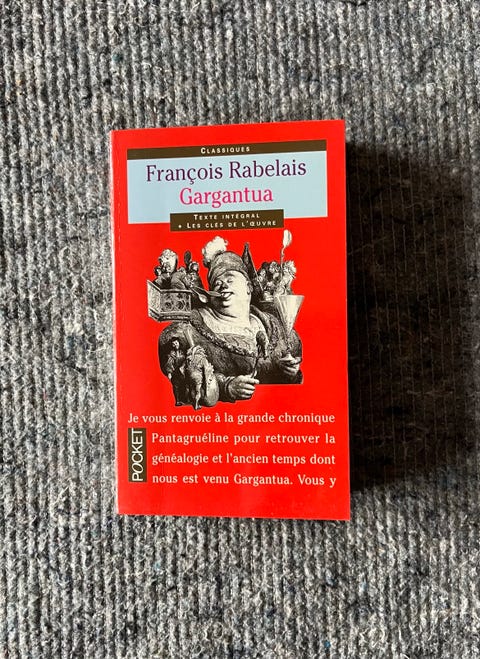 CLASSIQUES
François Rabelais
Gargantua
TEXTE INTÉGRAL
+ LES CLÉS DE L'ŒUVRE
Je vous renvoie à la grande chronique
Pantagruéline pour retrouver la
généalogie et l'ancien temps dont
nous est venu Gargantua. Vous y
POCKET